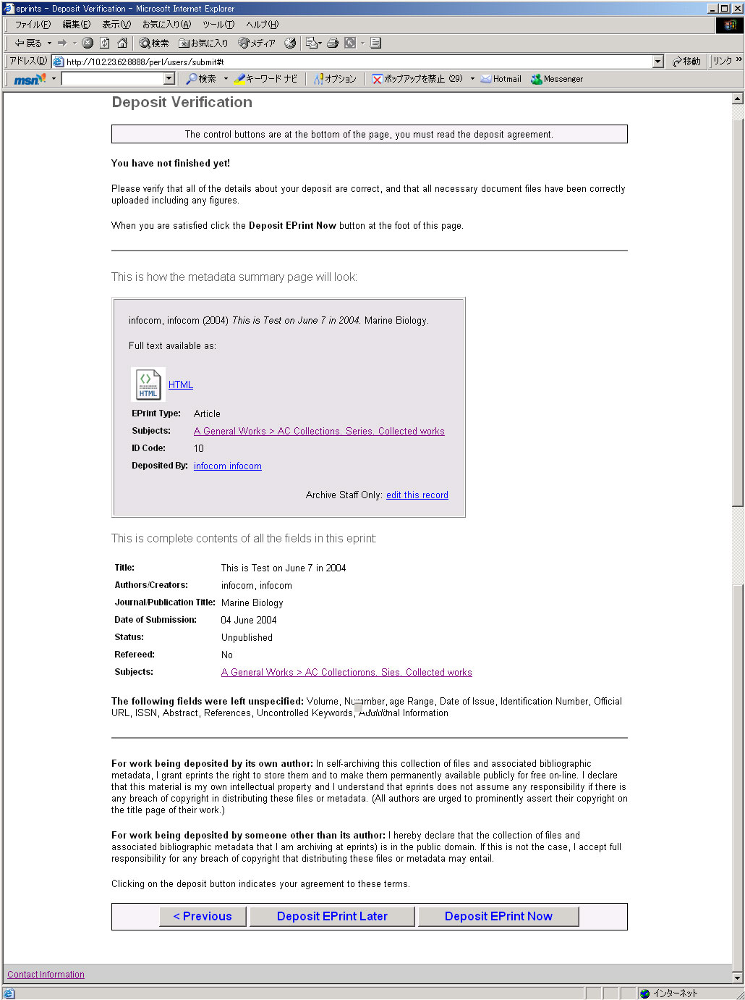 eprints - Deposit Verification - Microsoft Internet Explorer
ファイル(F) 編集(E) 表示(V) お気に入り(A) ツール(T) ヘルプ(H)
戻る 検索 お気に入り メディア
アドレス(D) http://10.2.23.62:8888/perl/users/submit#t 移動 リンク »
msn 検索 キーワード ナビ オプション ポップアップを禁止 (29) Hotmail Messenger
Deposit Verification
The control buttons are at the bottom of the page, you must read the deposit agreement.
You have not finished yet!
Please verify that all of the details about your deposit are correct, and that all necessary document files have been correctly
uploaded including any figures.
When you are satisfied click the Deposit EPrint Now button at the foot of this page.
This is how the metadata summary page will look:
infocom, infocom (2004) This is Test on June 7 in 2004. Marine Biology.
Full text available as:
HTML HTML
EPrint Type: Article
Subjects: A General Works > AC Collections. Series. Collected works
ID Code: 10
Deposited By: infocom infocom
Archive Staff Only: edit this record
This is complete contents of all the fields in this eprint:
Title: This is Test on June 7 in 2004
Authors/Creators: infocom, infocom
Journal/Publication Title: Marine Biology
Date of Submission: 04 June 2004
Status: Unpublished
Refereed: No
Subjects: A General Works > AC Collections. Sies. Collected works
The following fields were left unspecified: Volume, age Range, Date of Issue, Identification Number, Official
URL, ISSN, Abstract, References, Uncontrolled Keywords, Information
For work being deposited by its own author: In self-archiving this collection of files and associated bibliographic
metadata, I grant eprints the right to store them and to make them permanently available publicly for free on-line. I declare
that this material is my own intellectual property and I understand that eprints does not assume any responsibility if there is
any breach of copyright in distributing these files or metadata. (All authors are urged to prominently assert their copyright on
the title page of their work.)
For work being deposited by someone other than its author: I hereby declare that the collection of files and
associated bibliographic metadata that I am archiving at eprints) is in the public domain. If this is not the case, I accept full
responsibility for any breach of copyright that distributing these files or metadata may entail.
Clicking on the deposit button indicates your agreement to these terms.
< Previous Deposit EPrint Later Deposit EPrint Now
Contact Information
インターネット